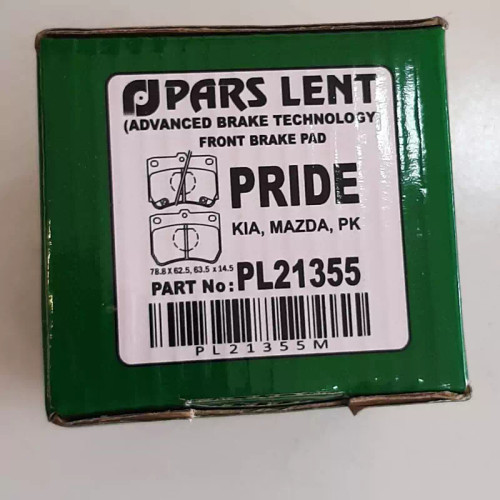 PARS LENT
(ADVANCED BRAKE TECHNOLOGY
FRONT BRAKE PAD
PRIDE
KIA, MAZDA, PK
78.8 X 62.5, 63.5 x 14.5
PART No: PL21355
PL21355M